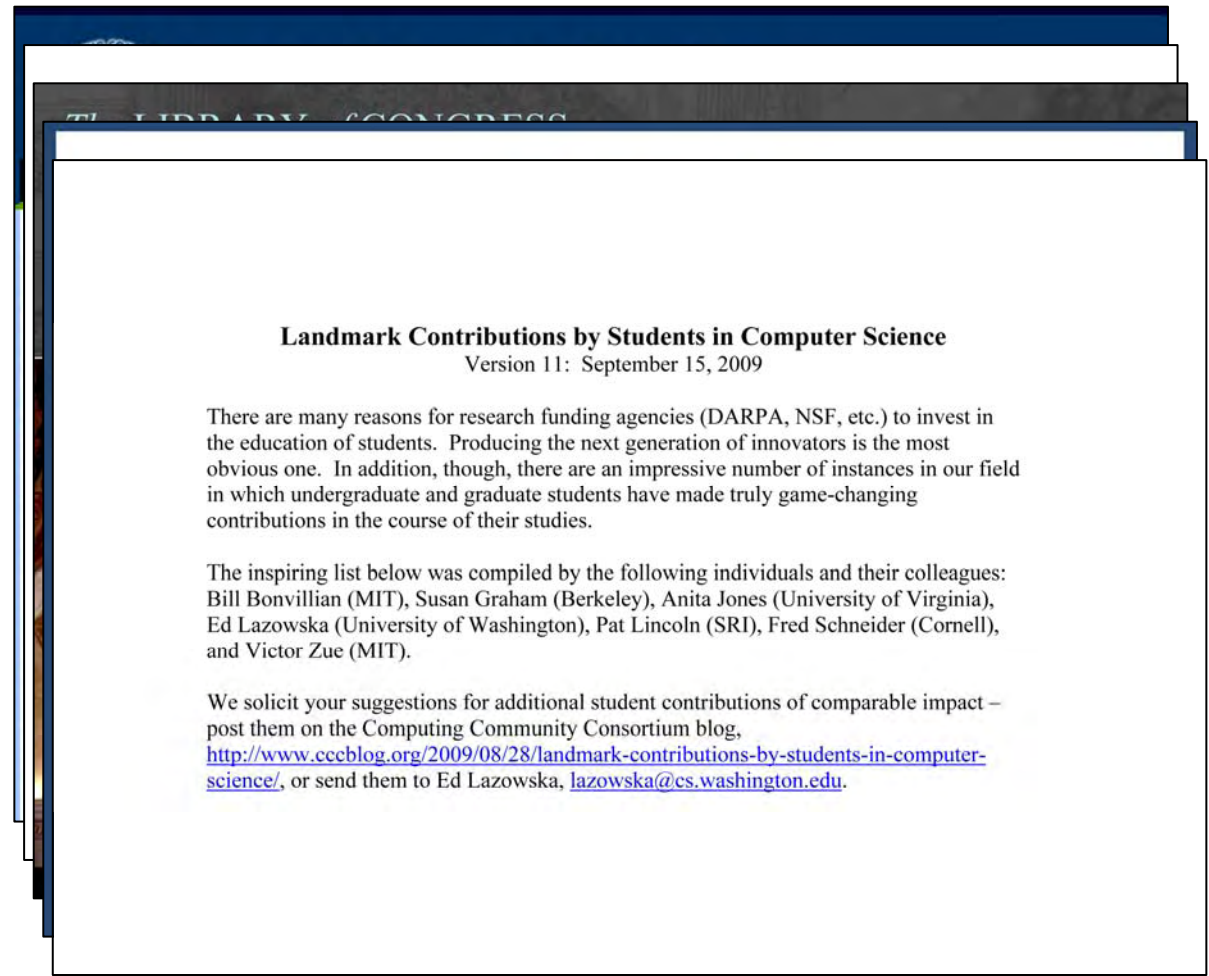 The LIBRARY of CONGRESS
Landmark Contributions by Students in Computer Science
Version 11:  September 15, 2009
There are many reasons for research funding agencies (DARPA, NSF, etc.) to invest in
the education of students.  Producing the next generation of innovators is the most
obvious one.  In addition, though, there are an impressive number of instances in our field
in which undergraduate and graduate students have made truly game-changing
contributions in the course of their studies.
The inspiring list below was compiled by the following individuals and their colleagues:
Bill Bonvillian (MIT), Susan Graham (Berkeley), Anita Jones (University of Virginia),
Ed Lazowska (University of Washington), Pat Lincoln (SRI), Fred Schneider (Cornell),
and Victor Zue (MIT).
We solicit your suggestions for additional student contributions of comparable impact –
post them on the Computing Community Consortium blog,
http://www.cccblog.org/2009/08/28/landmark-contributions-by-students-in-computer-
science/, or send them to Ed Lazowska, lazowska@cs.washington.edu.